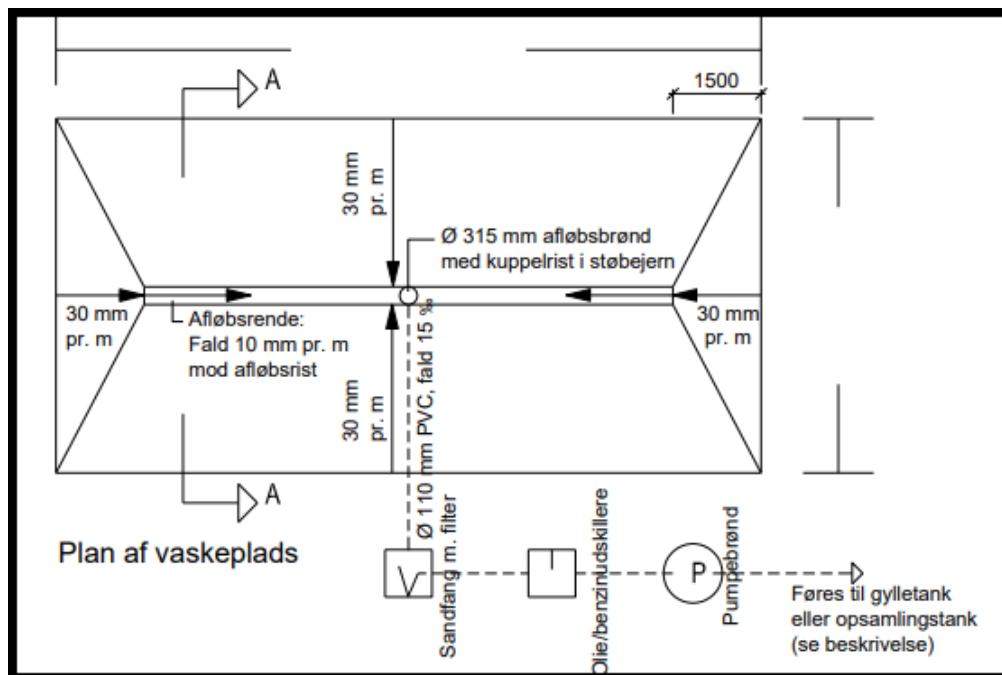 A
1500
30 mm
pr. m
Ø 315 mm afløbsbrønd
med kuppelrist i støbejern
30 mm
pr. m
Afløbsrende:
Fald 10 mm pr. m
mod afløbsrist
30 mm
pr. m
30 mm
pr. m
Ø 110 mm PVC, fald 15 ‰
A
Plan af vaskeplads
Sandfang m. filter
Olie/benzinudskillere
Pumpebrønd
P
Føres til gylletank
eller opsamlingstank
(se beskrivelse)